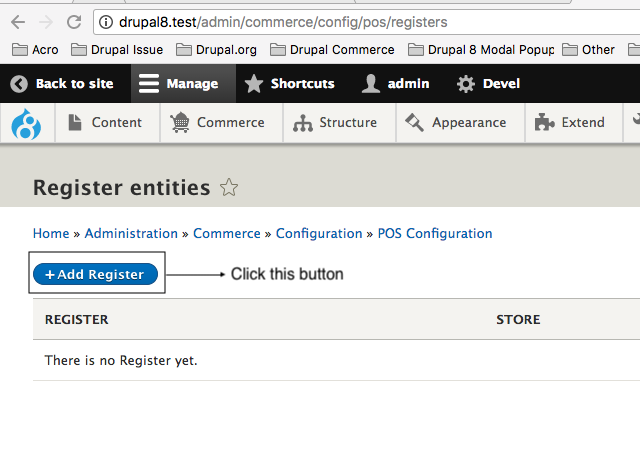 drupal8.test/admin/commerce/config/pos/registers
Acro Drupal Issue Drupal.org Drupal Commerce Drupal 8 Modal Popup Other
Back to site Manage Shortcuts admin Devel
Content Commerce Structure Appearance Extend
Register entities
Home » Administration » Commerce » Configuration » POS Configuration
+Add Register Click this button
REGISTER STORE
There is no Register yet.